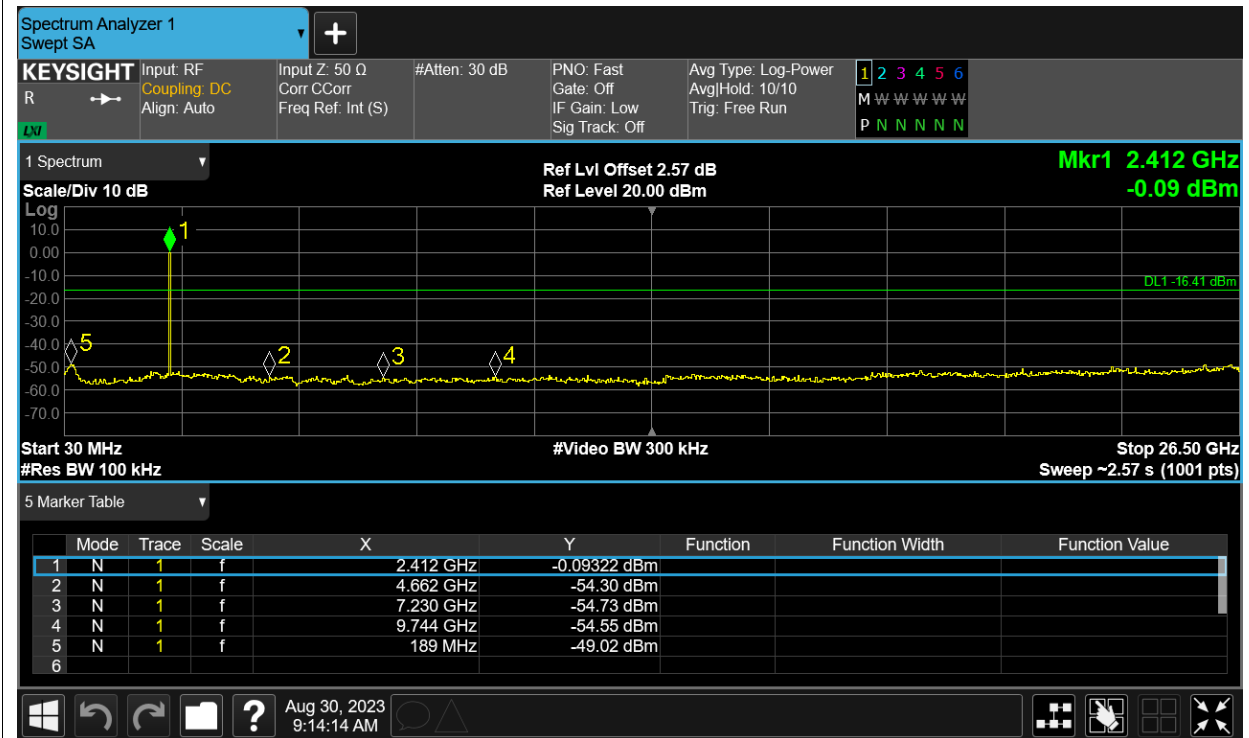 Spectrum Analyzer 1
Swept SA
+
KEYSIGHT Input: RF Input Z: 50 Ω #Atten: 30 dB PNO: Fast Avg Type: Log-Power 1 2 3 4 5 6
R Coupling: DC Corr CCorr Gate: Off Avg|Hold: 10/10 M W W W W W
Align: Auto Freq Ref: Int (S) IF Gain: Low Trig: Free Run
LXI Sig Track: Off P N N N N N
1 Spectrum Ref Lvl Offset 2.57 dB Mkr1 2.412 GHz
Scale/Div 10 dB Ref Level 20.00 dBm -0.09 dBm
Log
10.0 1
0.00
-10.0 DL1 -16.41 dBm
-20.0
-30.0
-40.0 5 2 3 4
-50.0
-60.0
-70.0
Start 30 MHz #Video BW 300 kHz Stop 26.50 GHz
#Res BW 100 kHz Sweep ~2.57 s (1001 pts)
5 Marker Table
Mode Trace Scale X Y Function Function Width Function Value
1 N 1 f 2.412 GHz -0.09322 dBm
2 N 1 f 4.662 GHz -54.30 dBm
3 N 1 f 7.230 GHz -54.73 dBm
4 N 1 f 9.744 GHz -54.55 dBm
5 N 1 f 189 MHz -49.02 dBm
6
? Aug 30, 2023
9:14:14 AM